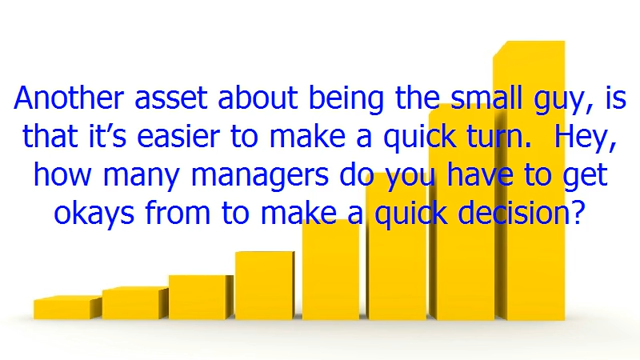 Another asset about being the small guy, is
that it’s easier to make a quick turn.  Hey,
how many managers do you have to get
okays from to make a quick decision?